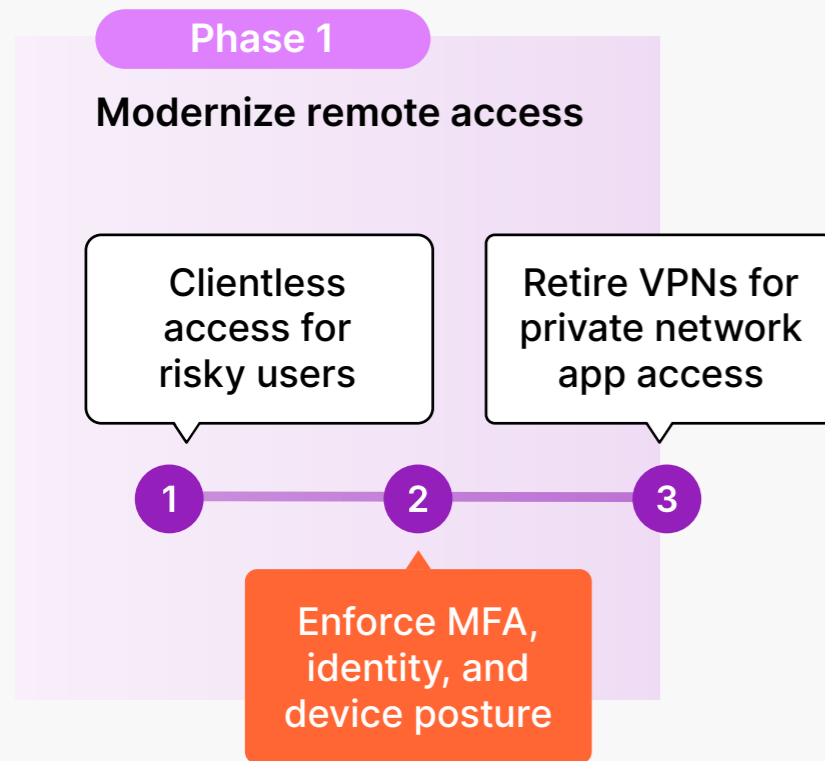 Phase 1
Modernize remote access
Clientless
access for
risky users
Retire VPNs for
private network
app access
1
2
3
Enforce MFA,
identity, and
device posture